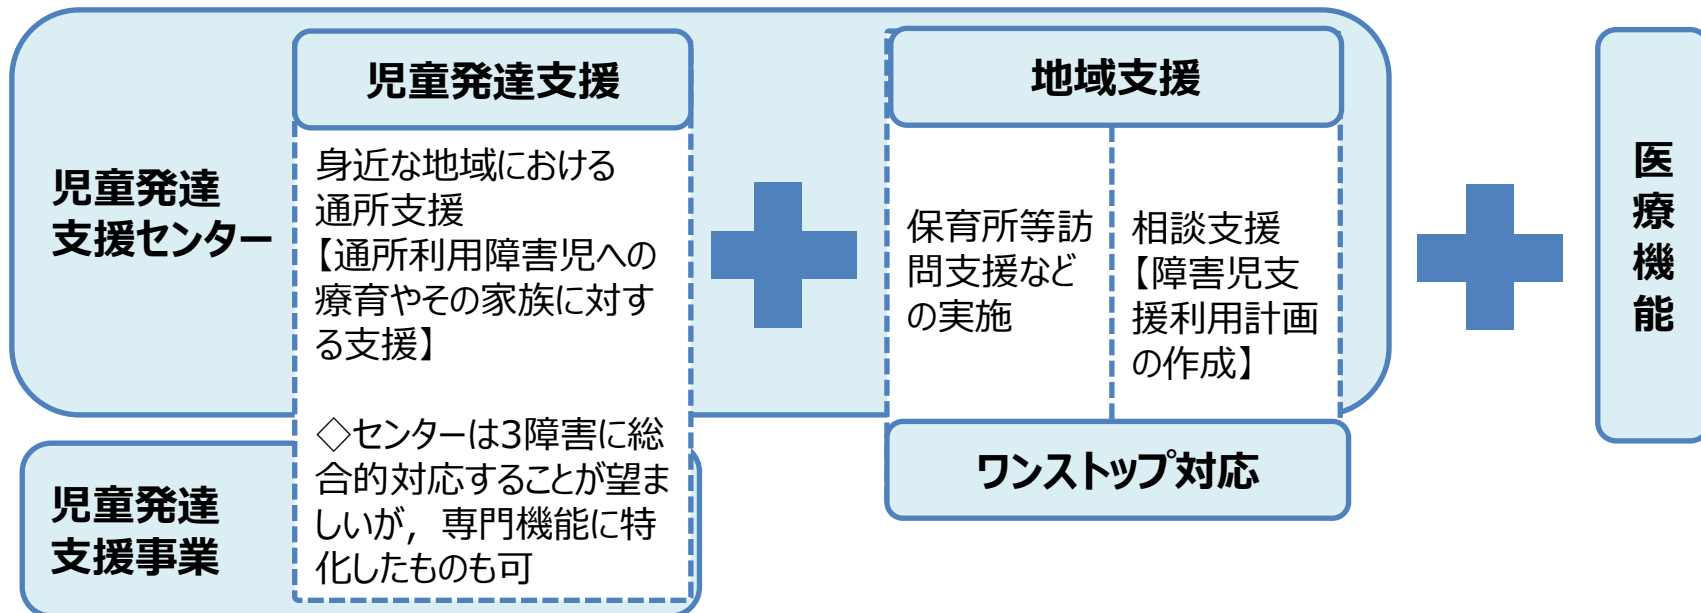 児童発達
支援センター
児童発達支援
身近な地域における
通所支援
【通所利用障害児への
療育やその家族に対す
る支援】
◇センターは3障害に総
合的対応することが望ま
しいが，専門機能に特
化したものも可
児童発達
支援事業
地域支援
保育所等訪
問支援など
の実施
相談支援
【障害児支
援利用計画
の作成】
ワンストップ対応
医
療
機
能